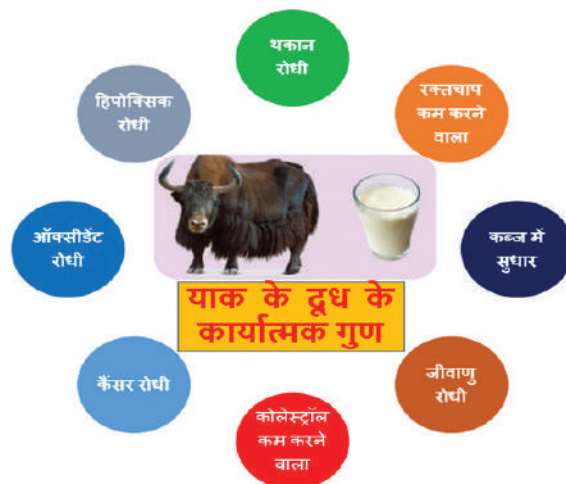 थकान
रोधी
रक्तचाप
कम करने
वाला
कब्ज में
सुधार
जीवाणु
रोधी
कोलेस्ट्रॉल
कम करने
वाला
कैंसर रोधी
ऑक्सीडेंट
रोधी
हिपोक्सिक
रोधी
याक के दूध के
कार्यात्मक गुण